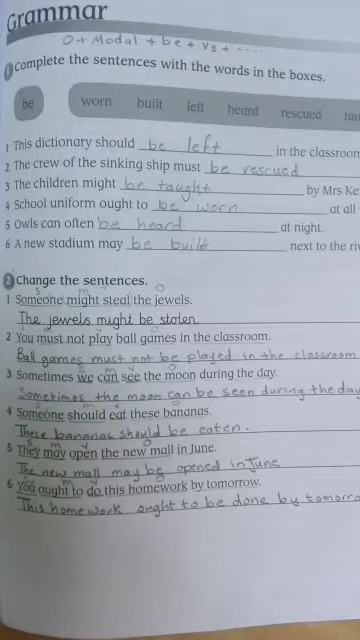 Grammar
O + Modal + be + V3 + ....
1 Complete the sentences with the words in the boxes.
be worn built left heard rescued
1 This dictionary should be left in the classroom
2 The crew of the sinking ship must be rescued
3 The children might be taught by Mrs Ke
4 School uniform ought to be worn at all
5 Owls can often be heard at night.
6 A new stadium may be built next to the
2 Change the sentences.
S m V O
1 Someone might steal the jewels.
The jewels might be stolen
2 You must not play ball games in the classroom.
Ball games must not be played in the classroom
3 Sometimes we can see the moon during the day.
Sometimes the moon can be seen during the day
4 Someone should eat these bananas.
These bananas should be eaten.
5 They may open the new mall in June.
The new mall may be opened in June
6 You ought to do this homework by tomorrow.
This homework ought to be done by tomorro